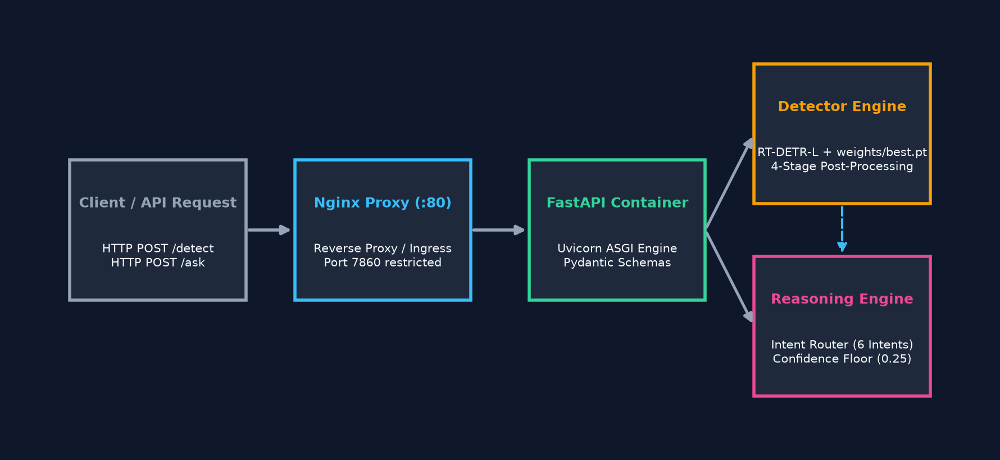 Client / API Request
HTTP POST /detect
HTTP POST /ask
Nginx Proxy (:80)
Reverse Proxy / Ingress
Port 7860 restricted
FastAPI Container
Uvicorn ASGI Engine
Pydantic Schemas
Detector Engine
RT-DETR-L + weights/best.pt
4-Stage Post-Processing
Reasoning Engine
Intent Router (6 Intents)
Confidence Floor (0.25)